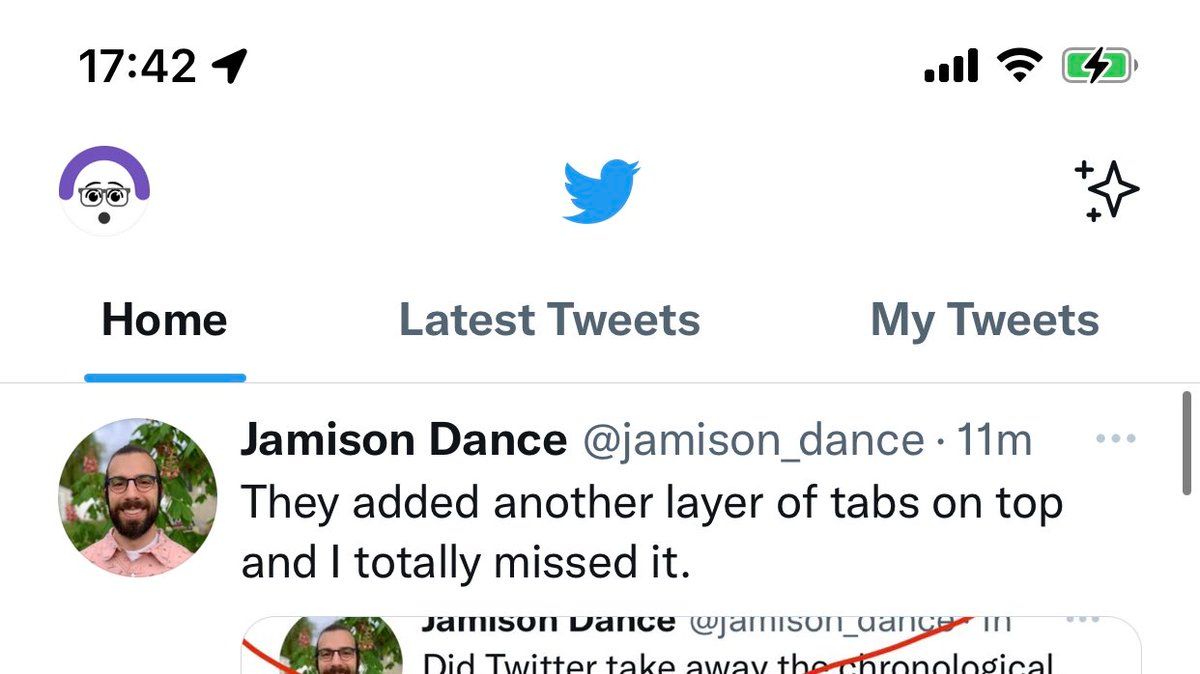 17:42
Home Latest Tweets My Tweets
Jamison Dance @jamison_dance · 11m
They added another layer of tabs on top
and I totally missed it.
Jamison Dance @jamison_dance · 1h
Did Twitter take away the chronological